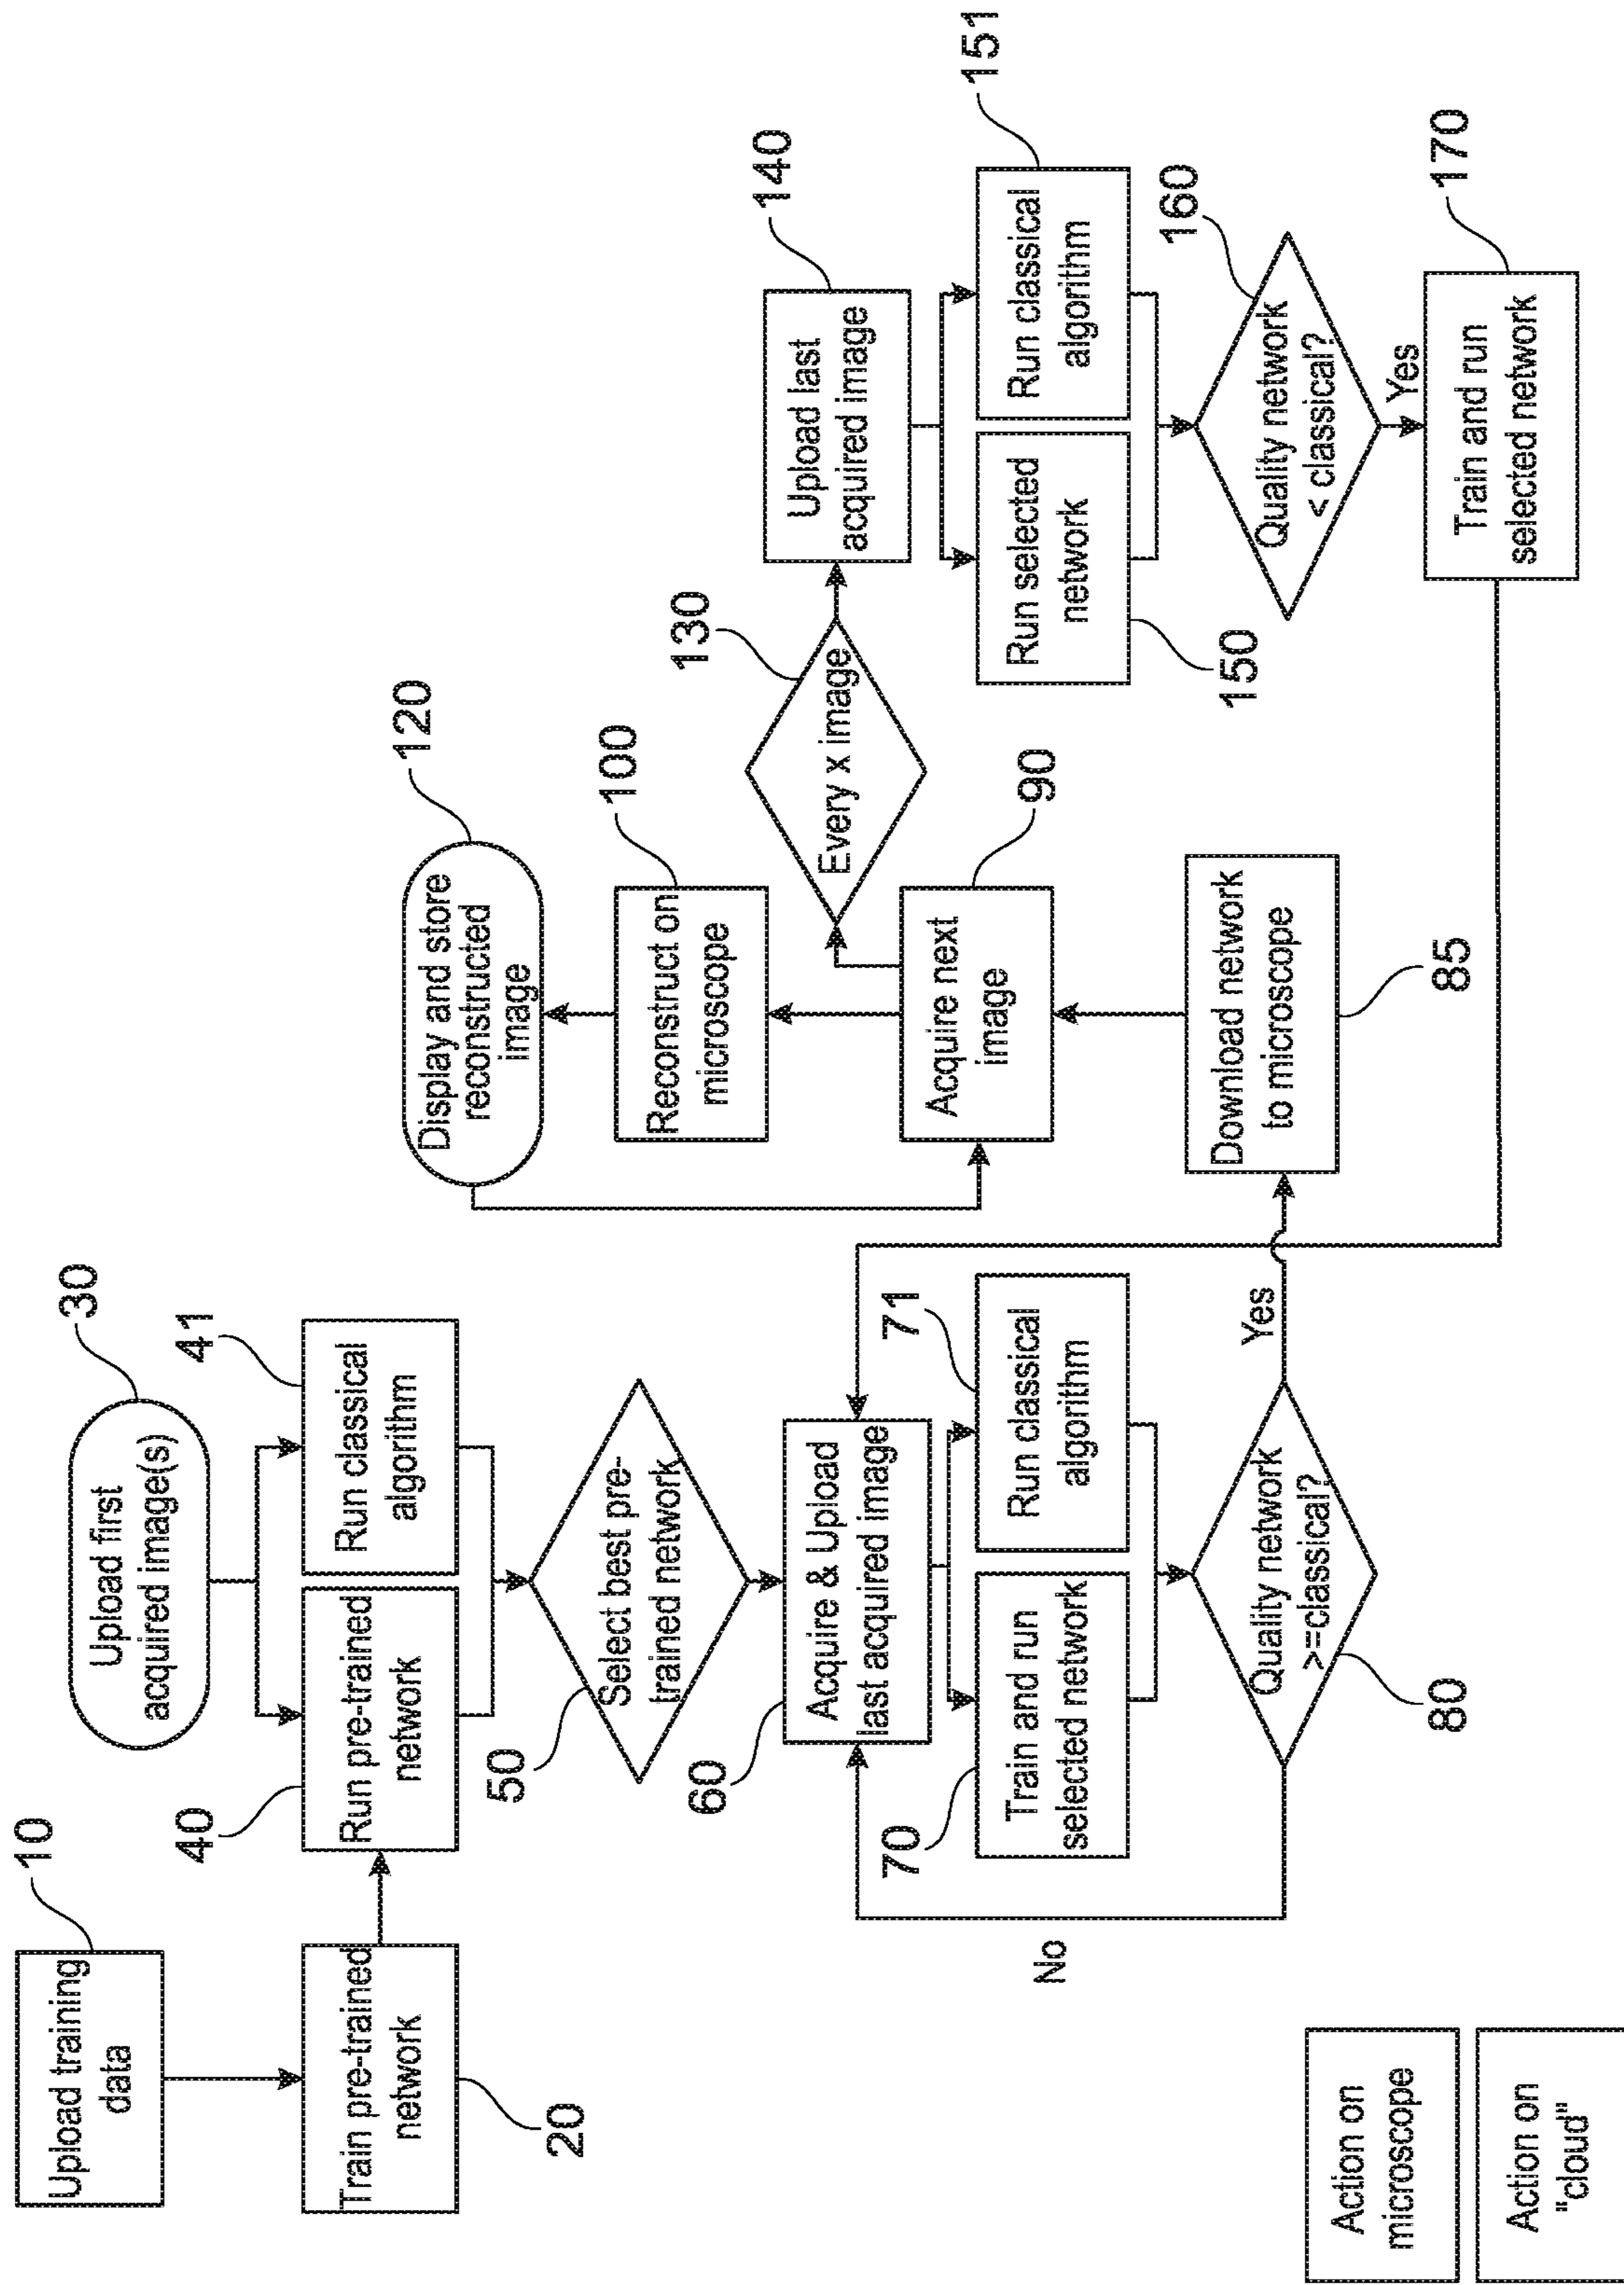 10
Upload training
data
Train pre-trained
network
20
30
Upload first
acquired image(s)
40
Run pre-trained
network
41
Run classical
algorithm
50
Select best pre-
trained network
60
Acquire & Upload
last acquired image
70
Train and run
selected network
71
Run classical
algorithm
80
Quality network
>=classical?
No
Yes
Download network
to microscope
85
Acquire next
image
90
Reconstruct on
microscope
100
Display and store
reconstructed
image
120
Every x image
130
Upload last
acquired image
140
Run selected
network
150
Run classical
algorithm
151
Quality network
< classical?
160
Yes
Train and run
selected network
170
Action on
microscope
Action on
"cloud"